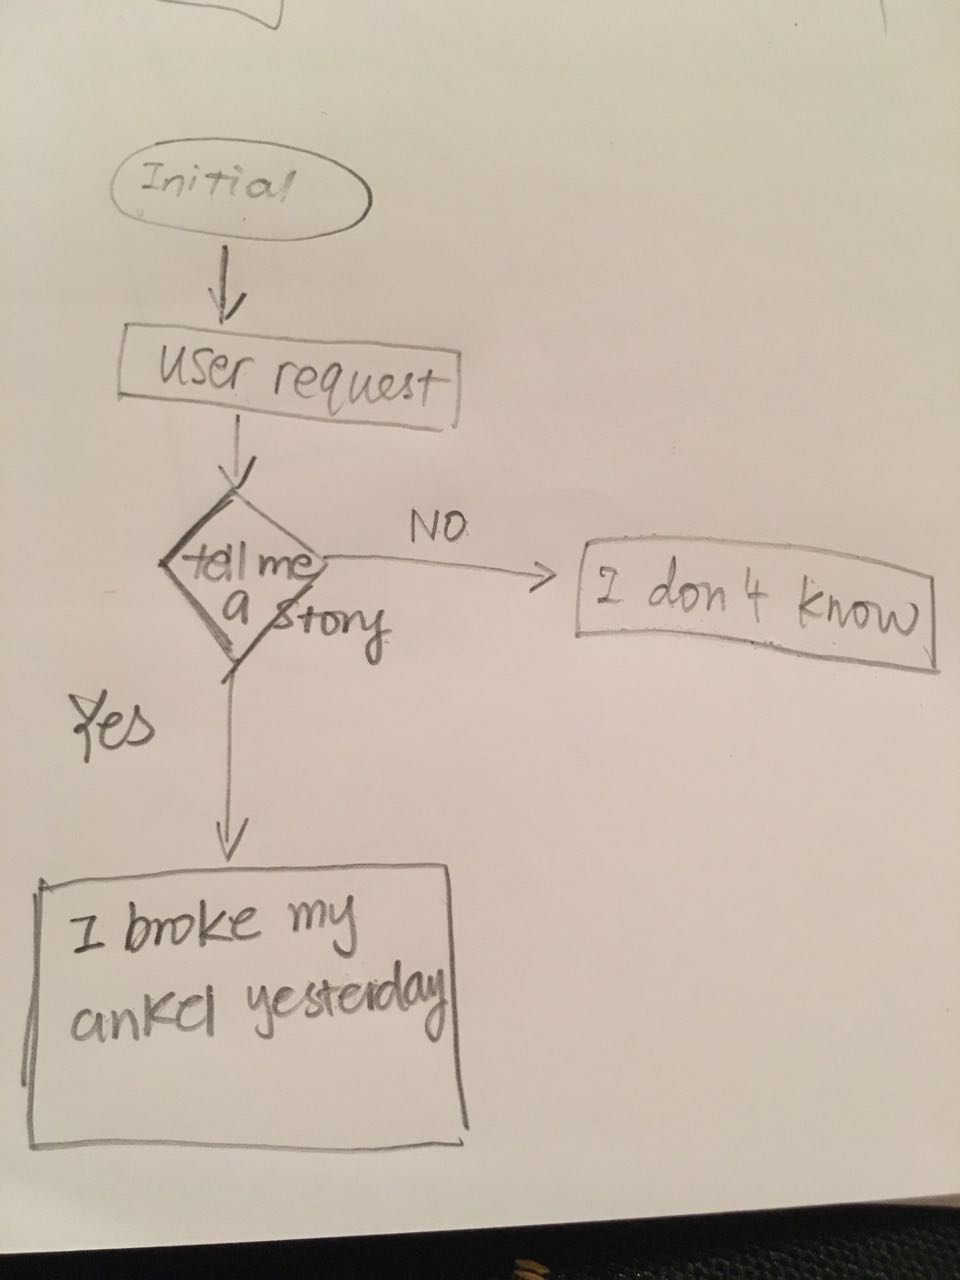 Initial
user request
tell me
a story
NO
I don't know
Yes
I broke my
ankel yesterday